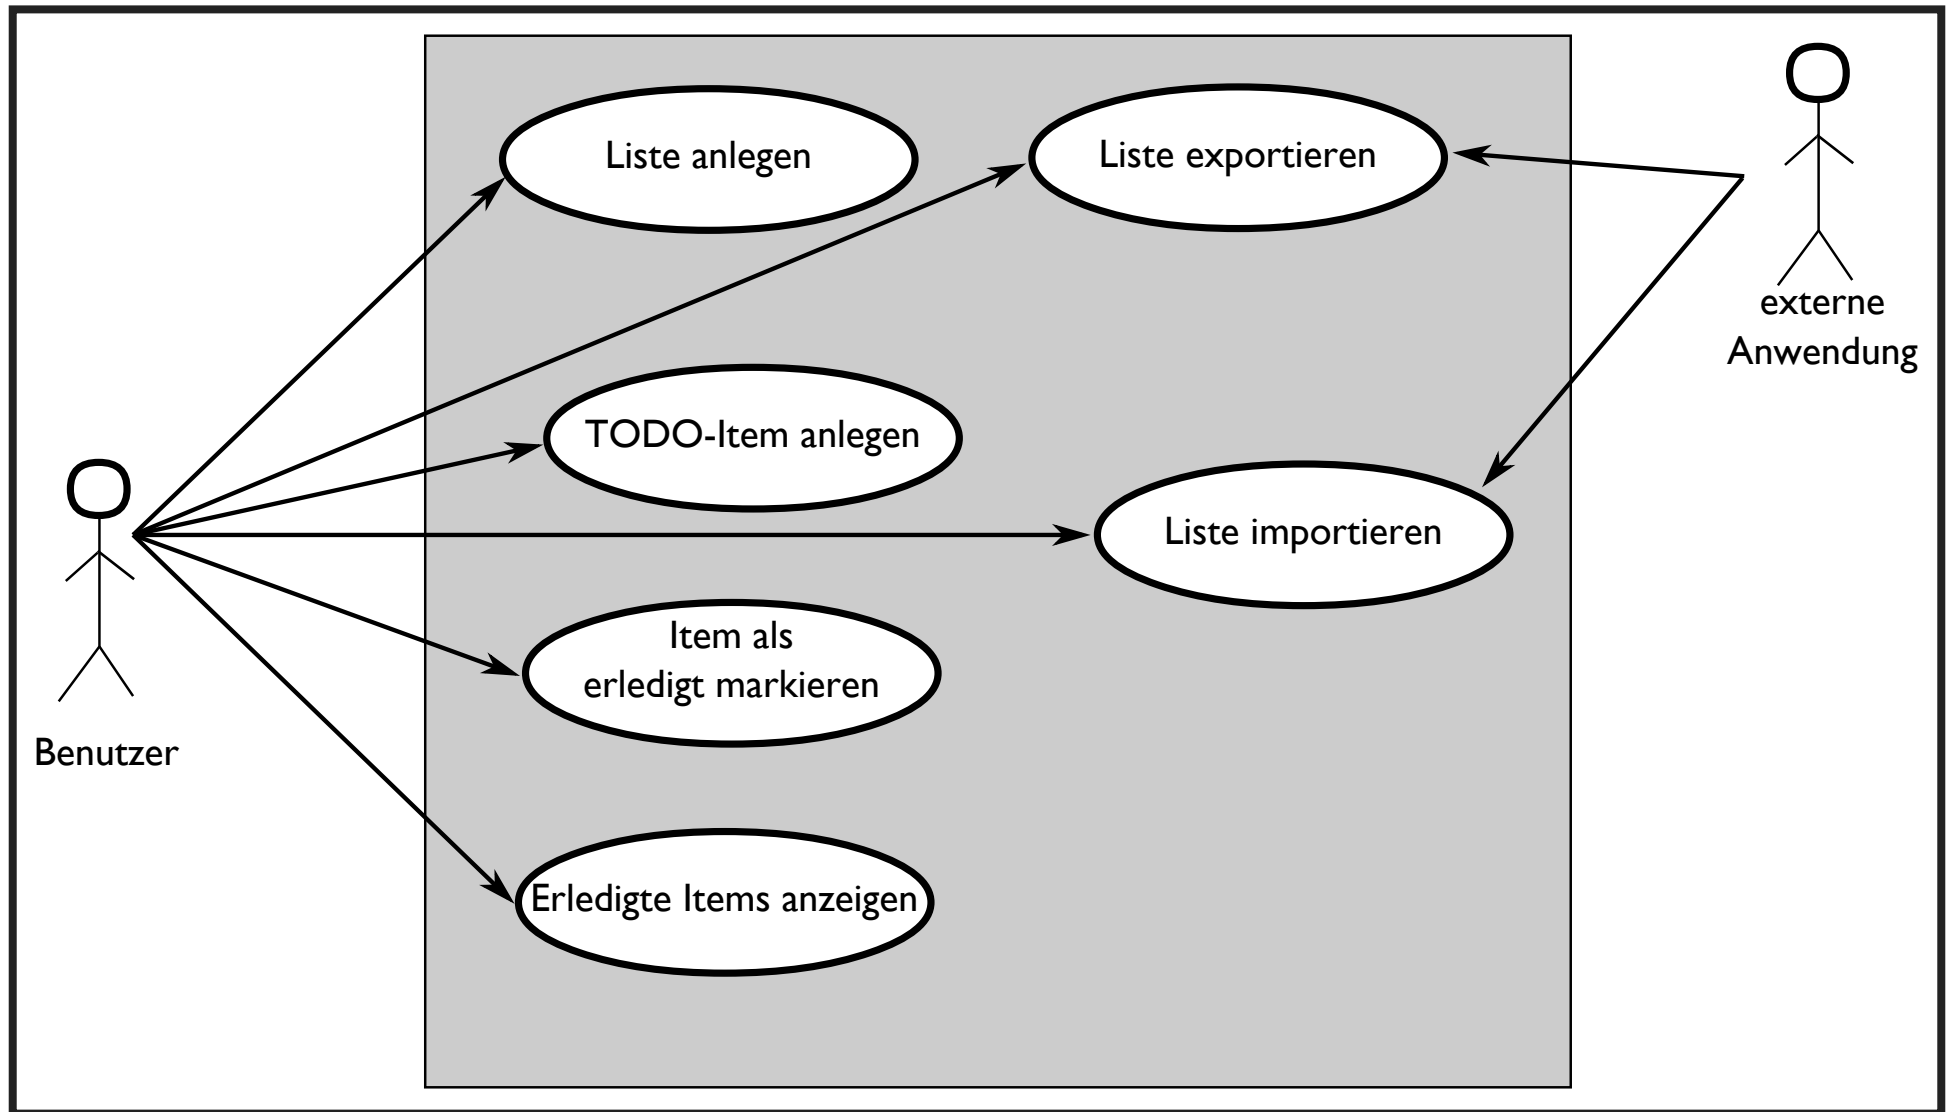 Liste anlegen
Liste exportieren
externe
Anwendung
TODO-Item anlegen
Liste importieren
Item als
erledigt markieren
Benutzer
Erledigte Items anzeigen